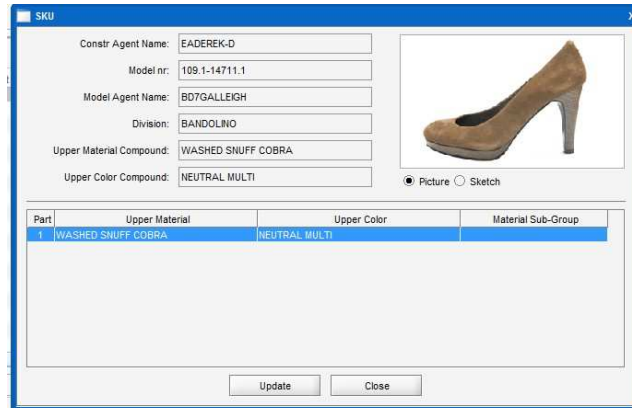 SKU
Constr Agent Name: EADEREK-D
Model nr: 109.1-14711.1
Model Agent Name: BD7GALLEIGH
Division: BANDOLINO
Upper Material Compound: WASHED SNUFF COBRA
Upper Color Compound: NEUTRAL MULTI
Picture Sketch
Part Upper Material Upper Color Material Sub-Group
1 WASHED SNUFF COBRA NEUTRAL MULTI
Update Close